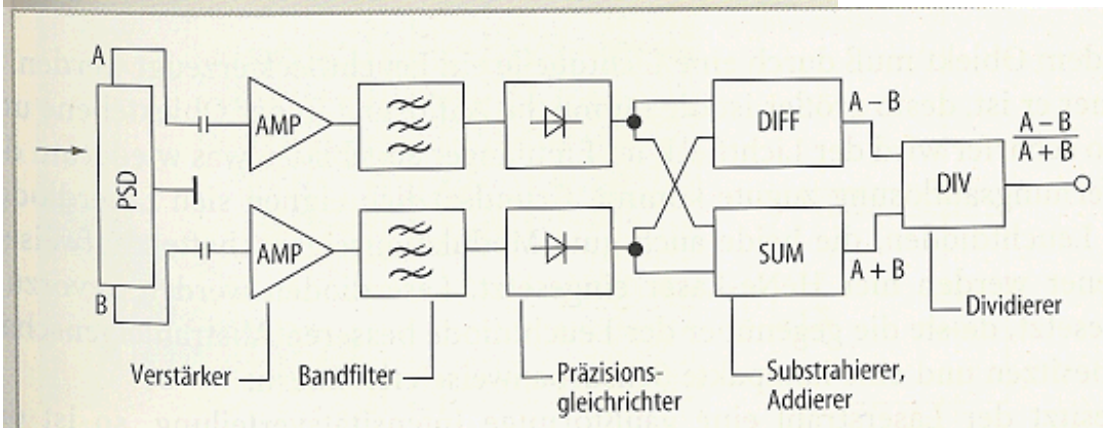 A
PSD
B
AMP
AMP
DIFF
SUM
A – B
A + B
DIV
A – B
A + B
Dividierer
Verstärker
Bandfilter
Präzisions-
gleichrichter
Substrahierer,
Addierer